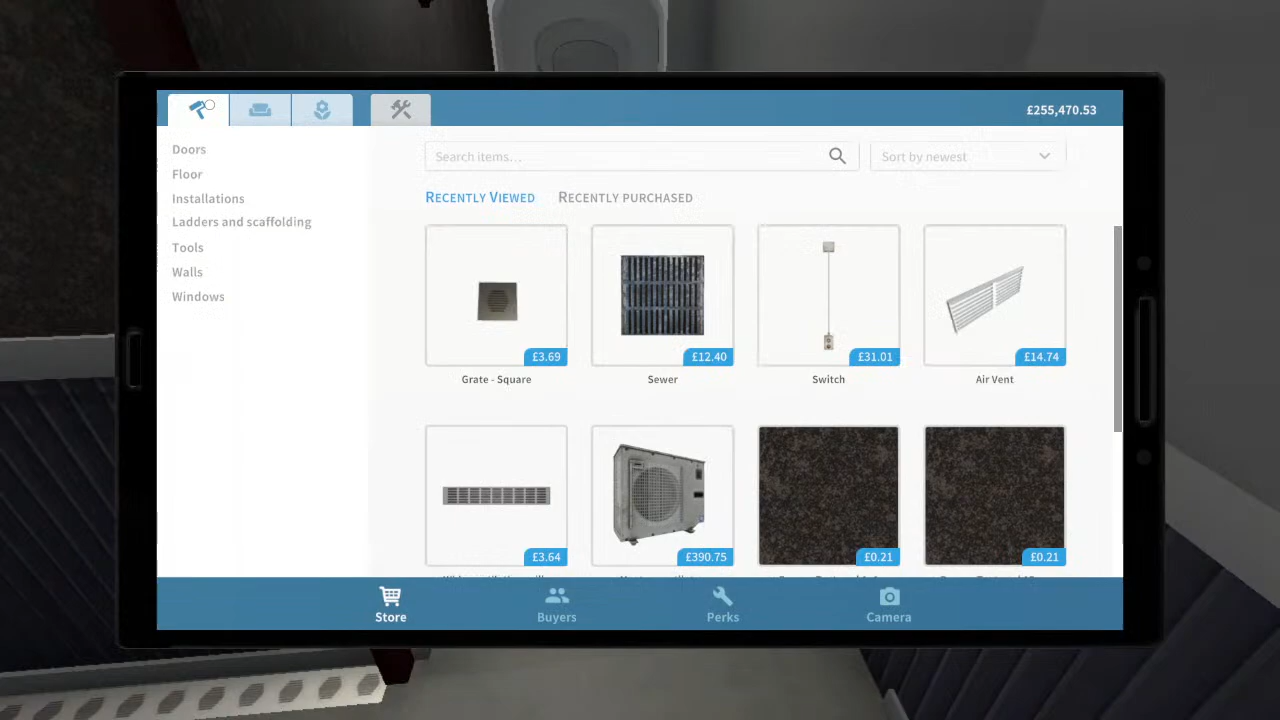 £255,470.53
Doors
Floor
Installations
Ladders and scaffolding
Tools
Walls
Windows
Search items...
Sort by newest
RECENTLY VIEWED
RECENTLY PURCHASED
£3.69
£12.40
£31.01
£14.74
Grate - Square
Sewer
Switch
Air Vent
£3.64
£390.75
£0.21
£0.21
Store
Buyers
Perks
Camera